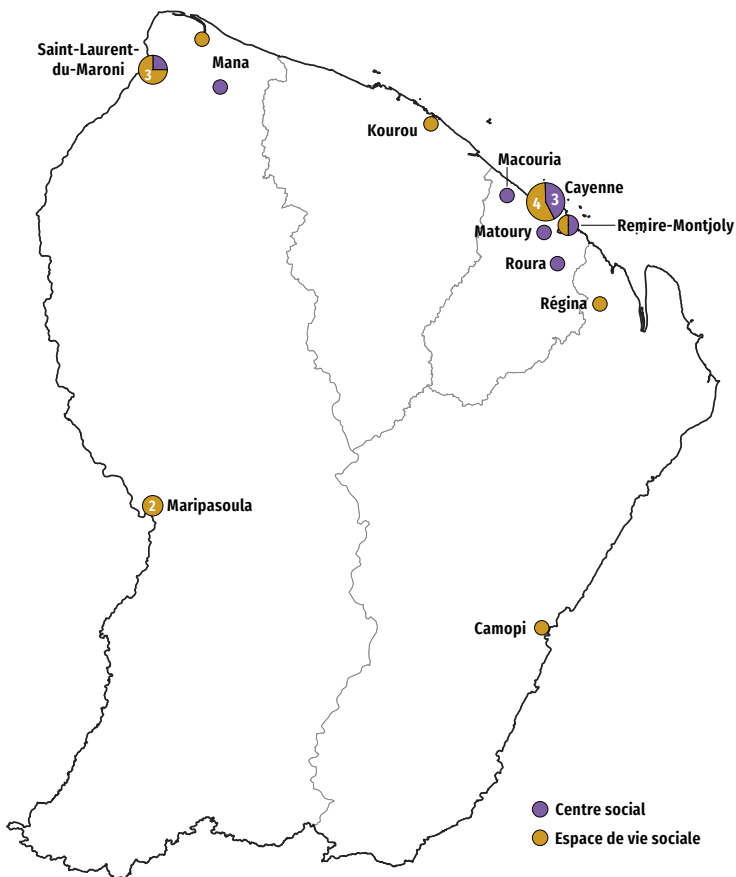 Saint-Laurent-
du-Maroni
3
Mana
Kourou
Macouria
4
3
Cayenne
Matoury
Remire-Montjoly
Roura
Régina
2
Maripasoula
Camopi
Centre social
Espace de vie sociale